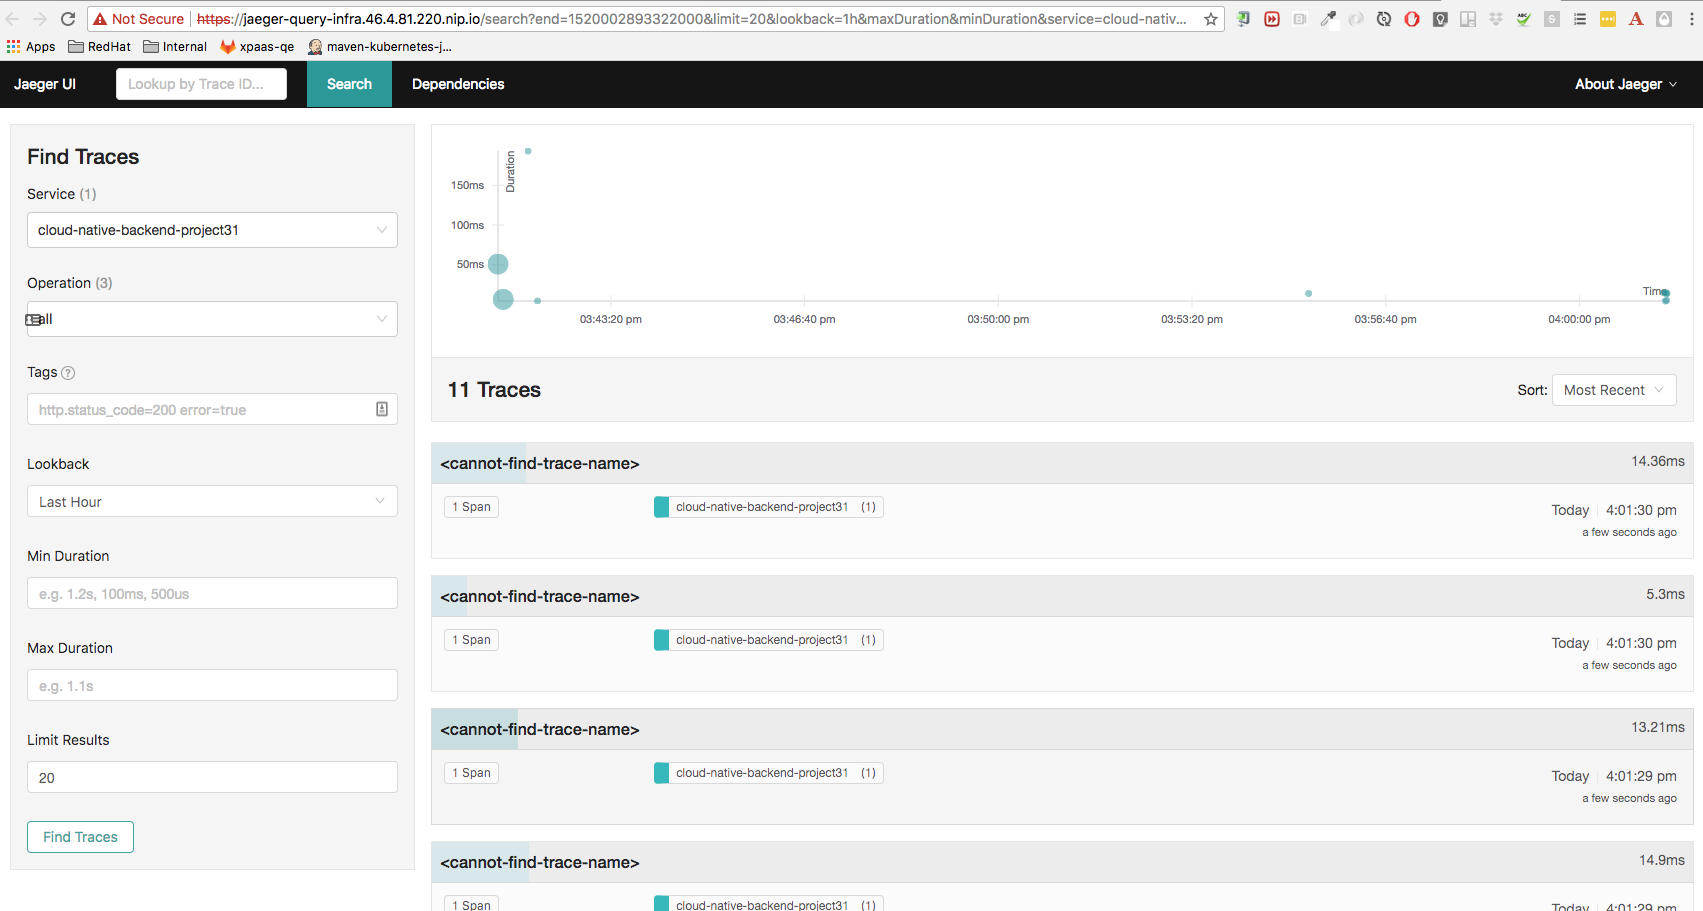 Not Secure https://jaeger-query-infra.46.4.81.220.nip.io/search?end=1520002893322000&limit=20&lookback=1h&maxDuration&minDuration&service=cloud-nativ...
Apps RedHat Internal xpaas-qe maven-kubernetes-j...
Jaeger UI Lookup by Trace ID... Search Dependencies About Jaeger
Find Traces
Service (1)
cloud-native-backend-project31
Operation (3)
all
Tags ?
http.status_code=200 error=true
Lookback
Last Hour
Min Duration
e.g. 1.2s, 100ms, 500us
Max Duration
e.g. 1.1s
Limit Results
20
Find Traces
Duration
150ms
100ms
50ms
Time
03:43:20 pm 03:46:40 pm 03:50:00 pm 03:53:20 pm 03:56:40 pm 04:00:00 pm
11 Traces Sort: Most Recent
<cannot-find-trace-name> 14.36ms
1 Span cloud-native-backend-project31 (1) Today 4:01:30 pm
a few seconds ago
<cannot-find-trace-name> 5.3ms
1 Span cloud-native-backend-project31 (1) Today 4:01:30 pm
a few seconds ago
<cannot-find-trace-name> 13.21ms
1 Span cloud-native-backend-project31 (1) Today 4:01:29 pm
a few seconds ago
<cannot-find-trace-name> 14.9ms
1 Span cloud-native-backend-project31 (1) Today 4:01:29 pm